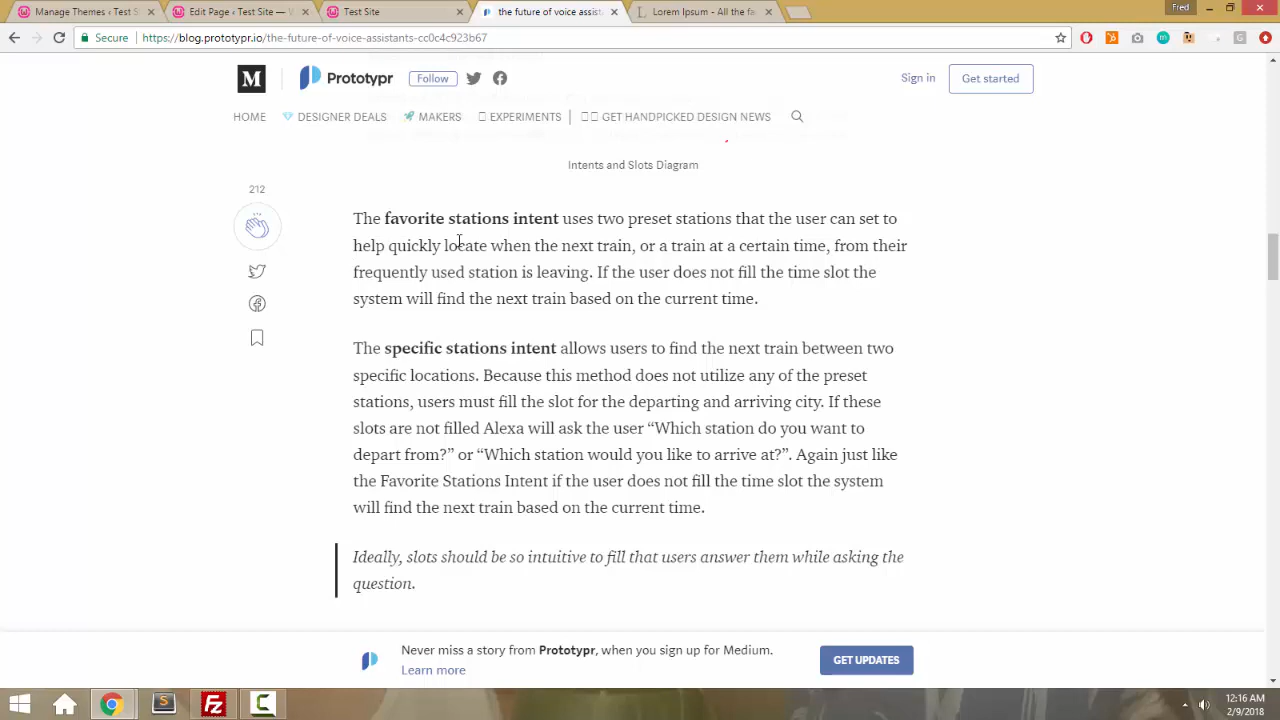 Manage Themes ‹ Test S
Edit Page ‹ Test Site — W
Test Site
the future of voice assist
Lorem Ipsum - All the fa
Fred
Secure
https://blog.prototypr.io/the-future-of-voice-assistants-cc0c4c923b67
M
Prototypr
Follow
Sign in
Get started
HOME
DESIGNER DEALS
MAKERS
EXPERIMENTS
GET HANDPICKED DESIGN NEWS
Intents and Slots Diagram
212
The favorite stations intent uses two preset stations that the user can set to
help quickly locate when the next train, or a train at a certain time, from their
frequently used station is leaving. If the user does not fill the time slot the
system will find the next train based on the current time.
The specific stations intent allows users to find the next train between two
specific locations. Because this method does not utilize any of the preset
stations, users must fill the slot for the departing and arriving city. If these
slots are not filled Alexa will ask the user “Which station do you want to
depart from?” or “Which station would you like to arrive at?”. Again just like
the Favorite Stations Intent if the user does not fill the time slot the system
will find the next train based on the current time.
Ideally, slots should be so intuitive to fill that users answer them while asking the
question.
Never miss a story from Prototypr, when you sign up for Medium.
Learn more
GET UPDATES
12:16 AM
2/9/2018